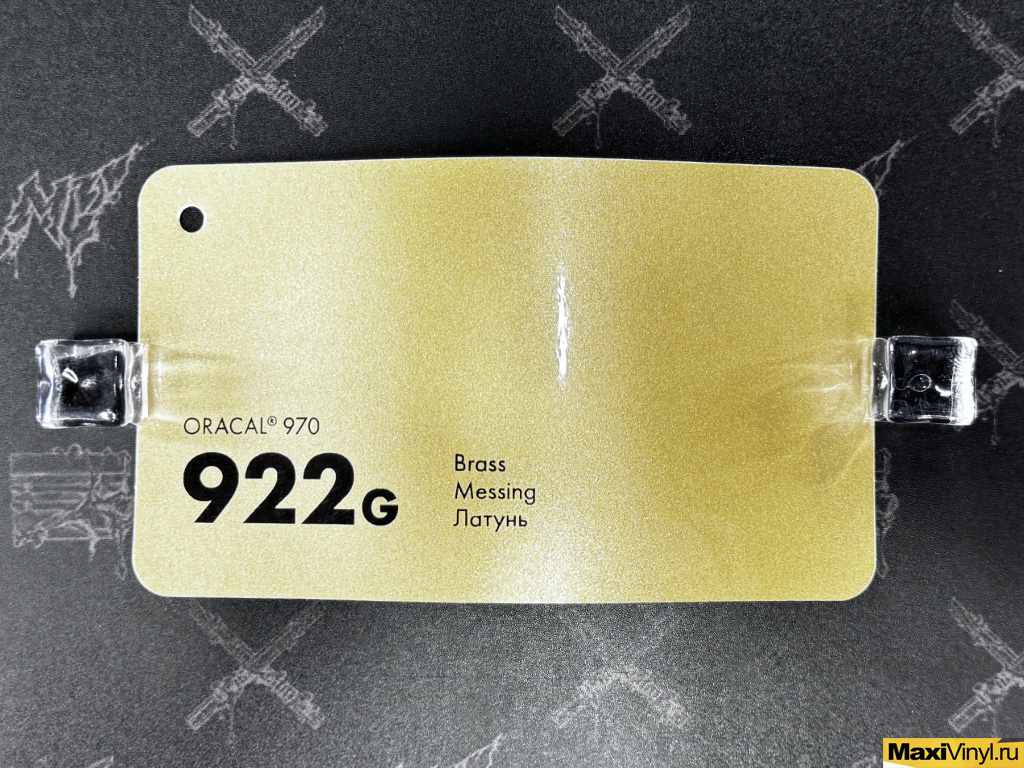 ORACAL® 970
922G
Brass
Messing
Латунь
MaxiVinyl.ru